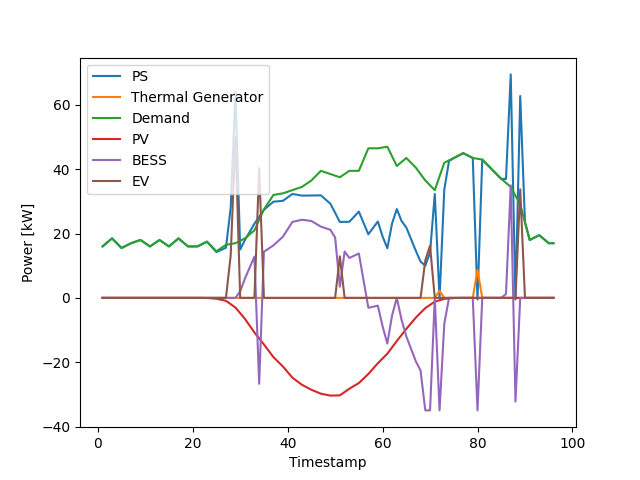 PS
Thermal Generator
Demand
PV
BESS
EV
Power [kW]
60
40
20
0
−20
−40
0 20 40 60 80 100
Timestamp